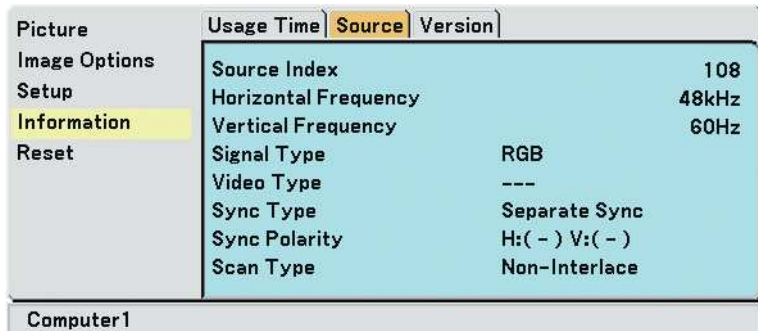 Picture
Image Options
Setup
Information
Reset
Usage Time Source Version
Source Index 108
Horizontal Frequency 48kHz
Vertical Frequency 60Hz
Signal Type RGB
Video Type ---
Sync Type Separate Sync
Sync Polarity H:( - ) V:( - )
Scan Type Non-Interlace
Computer1